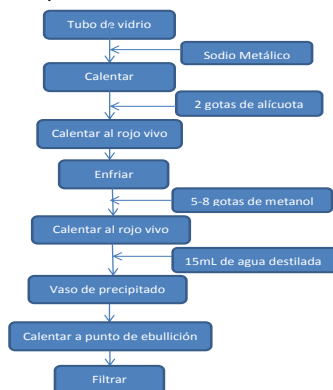 Tubo de vidrio
Sodio Metálico
Calentar
2 gotas de alícuota
Calentar al rojo vivo
Enfriar
5-8 gotas de metanol
Calentar al rojo vivo
15mL de agua destilada
Vaso de precipitado
Calentar a punto de ebullición
Filtrar